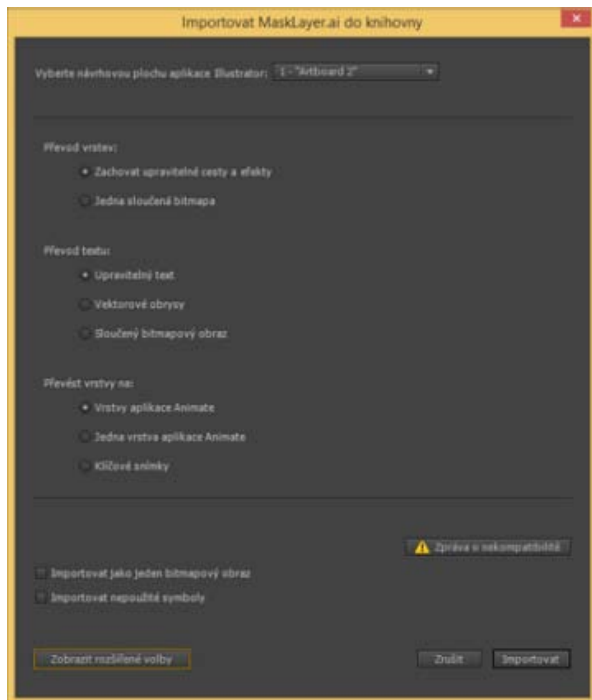 Importovat MaskLayer.ai do knihovny
Vyberte návrhovou plochu aplikace Illustrator: 1 - "Artboard 2"
Převod vrstev:
Zachovat upravitelné cesty a efekty
Jedna sloučená bitmapa
Převod textu:
Upravitelný text
Vektorové obrysy
Sloučený bitmapový obraz
Převést vrstvy na:
Vrstvy aplikace Animate
Jedna vrstva aplikace Animate
Klíčové snímky
Zpráva o nekompatibilitě
Importovat jako jeden bitmapový obraz
Importovat nepoužité symboly
Zobrazit rozšířené volby Zrušit Importovat